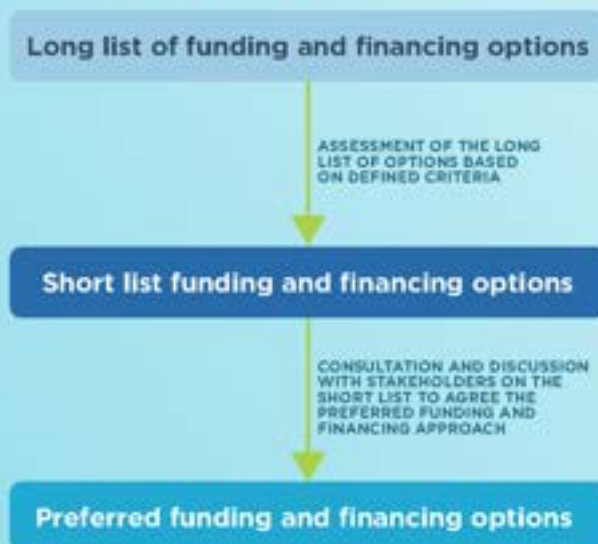 Long list of funding and financing options
ASSESSMENT OF THE LONG
LIST OF OPTIONS BASED
ON DEFINED CRITERIA
Short list funding and financing options
CONSULTATION AND DISCUSSION
WITH STAKEHOLDERS ON THE
SHORT LIST TO AGREE THE
PREFERRED FUNDING AND
FINANCING APPROACH
Preferred funding and financing options